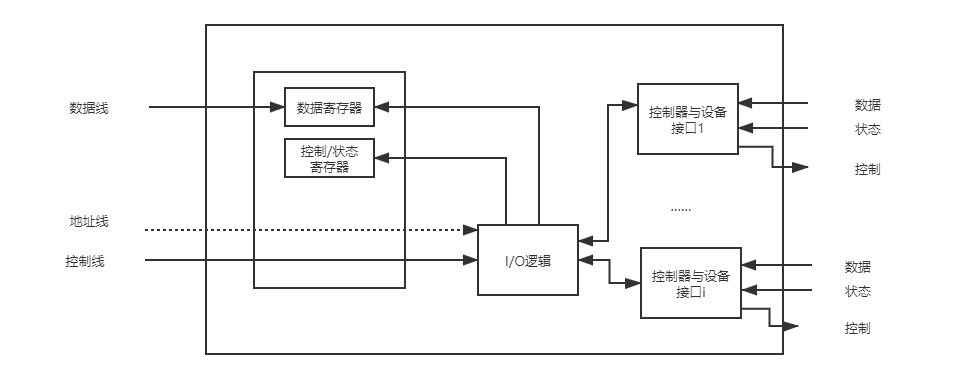 数据线
数据寄存器
控制/状态
寄存器
地址线
控制线
I/O逻辑
控制器与设备
接口1
数据
状态
控制
......
控制器与设备
接口i
数据
状态
控制